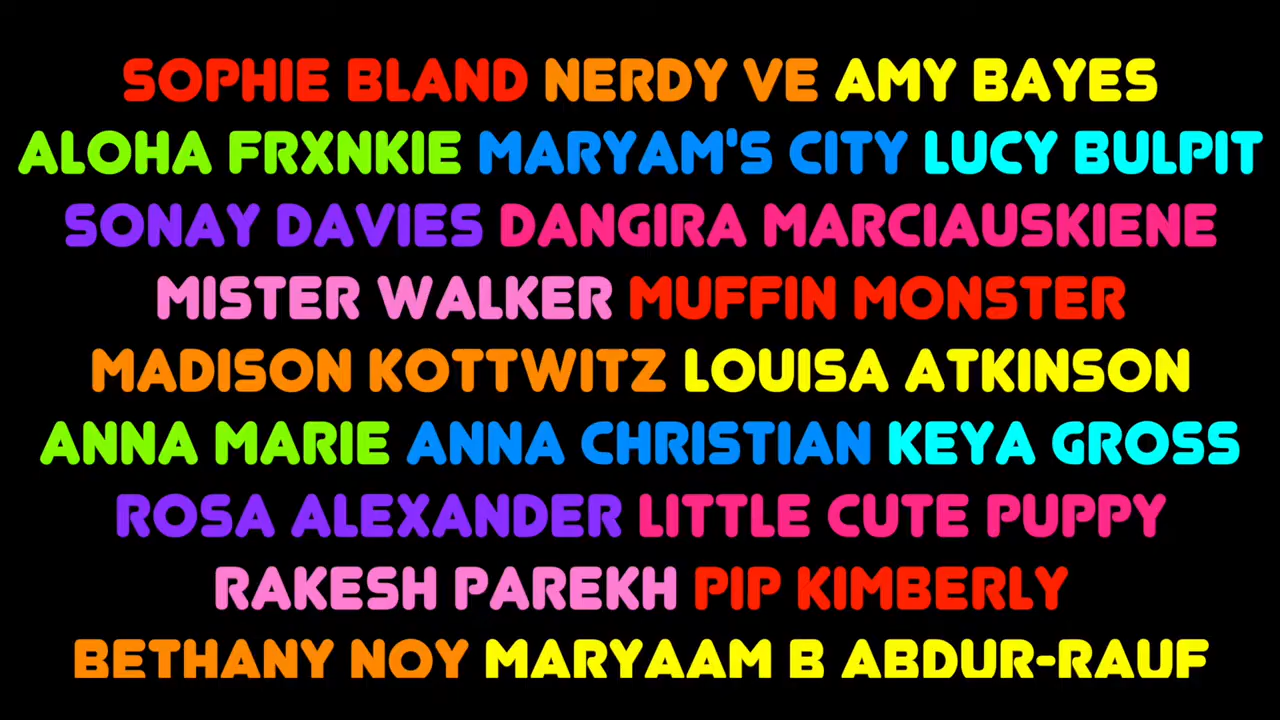 SOPHIE BLAND NERDY VE AMY BAYES
ALOHA FRXNKIE MARYAM'S CITY LUCY BULPIT
SONAY DAVIES DANGIRA MARCIAUSKIENE
MISTER WALKER MUFFIN MONSTER
MADISON KOTTWITZ LOUISA ATKINSON
ANNA MARIE ANNA CHRISTIAN KEYA GROSS
ROSA ALEXANDER LITTLE CUTE PUPPY
RAKESH PAREKH PIP KIMBERLY
BETHANY NOY MARYAAM B ABDUR-RAUF